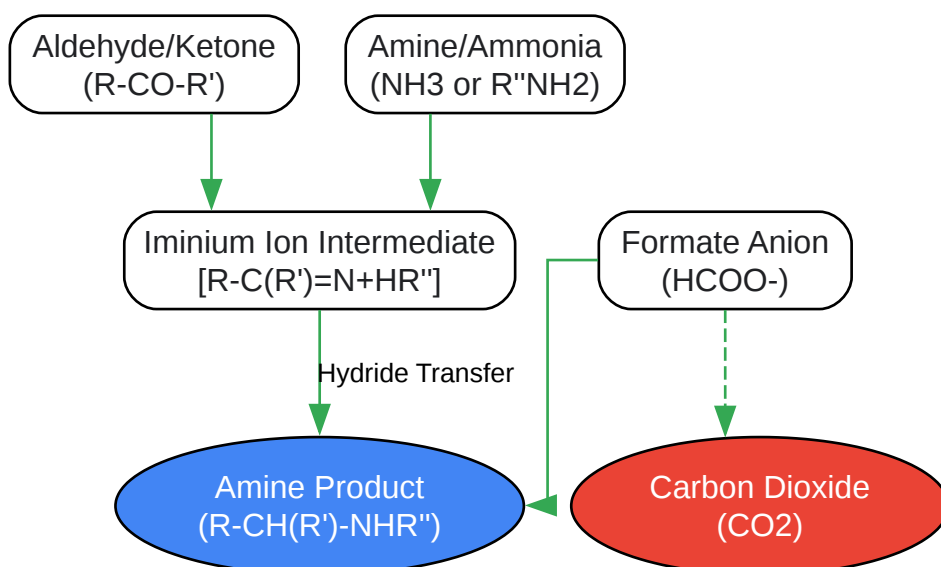 Aldehyde/Ketone
(R-CO-R')
Amine/Ammonia
(NH3 or R''NH2)
Iminium Ion Intermediate
[R-C(R')=N+HR'']
Formate Anion
(HCOO-)
Hydride Transfer
Amine Product
(R-CH(R')-NHR'')
Carbon Dioxide
(CO2)